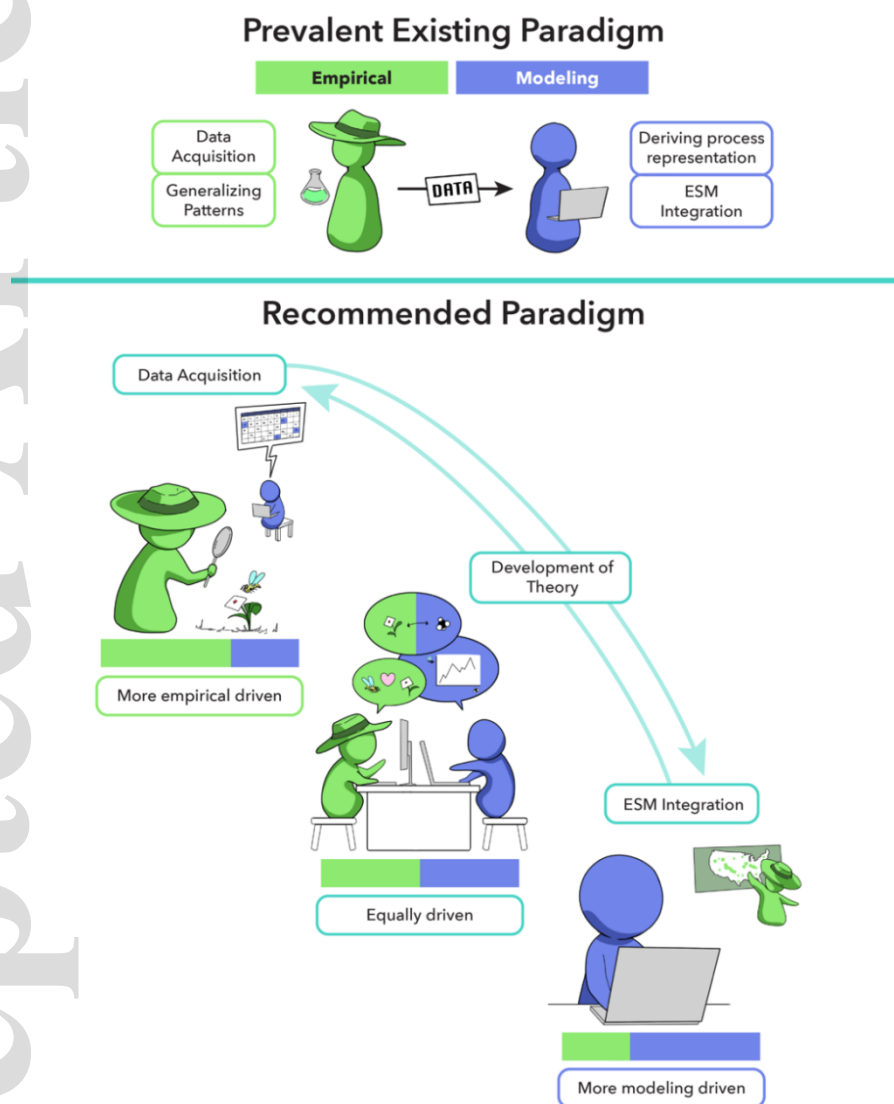 Prevalent Existing Paradigm
Empirical
Modeling
Data
Acquisition
Generalizing
Patterns
DATA
Deriving process
representation
ESM
Integration
Recommended Paradigm
Data Acquisition
Development of
Theory
More empirical driven
ESM Integration
Equally driven
More modeling driven